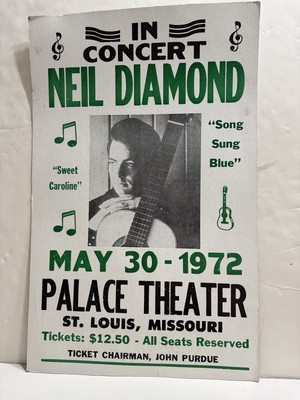 IN
CONCERT
NEIL DIAMOND
"Song
Sung
Blue"
"Sweet
Caroline"
MAY 30 - 1972
PALACE THEATER
ST. LOUIS, MISSOURI
Tickets: $12.50 - All Seats Reserved
TICKET CHAIRMAN, JOHN PURDUE